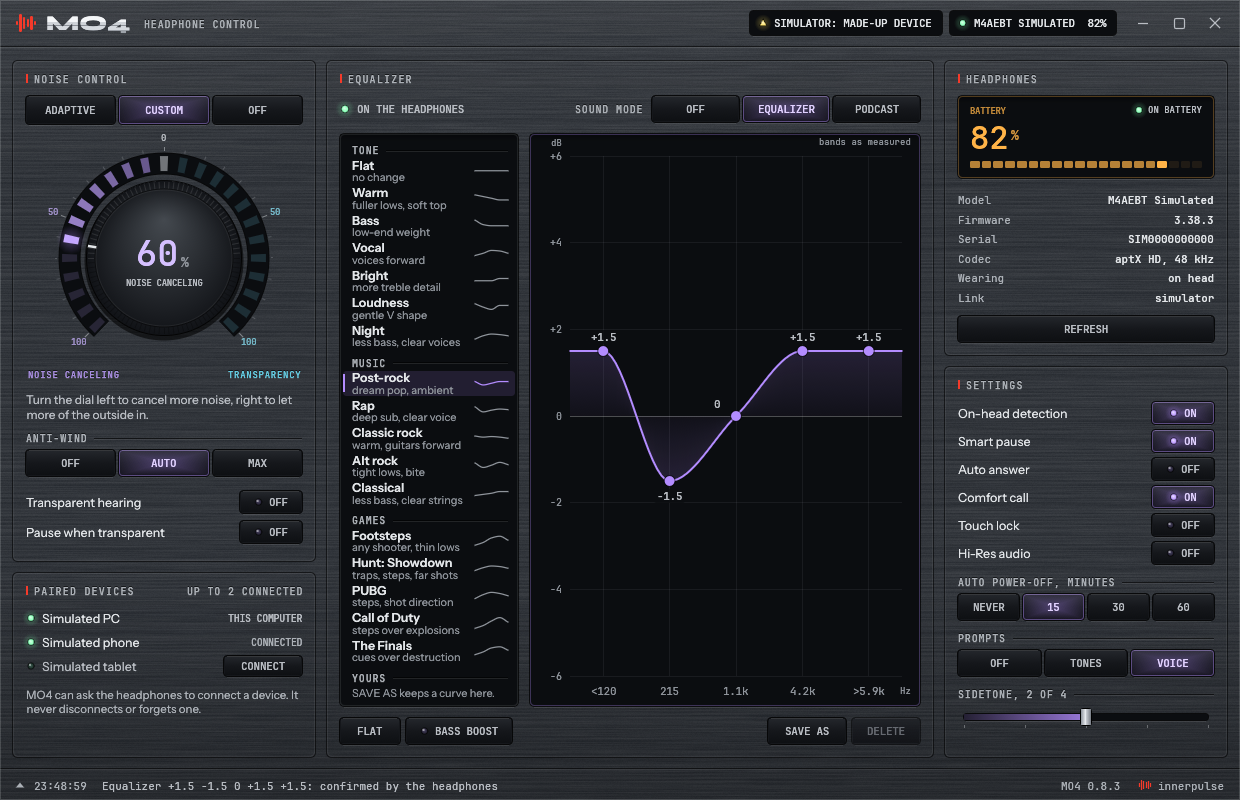 MO4 HEADPHONE CONTROL
SIMULATOR: MADE-UP DEVICE
M4AEBT SIMULATED 82%
NOISE CONTROL
ADAPTIVE CUSTOM OFF
0
50 50
60%
NOISE CANCELING
100 100
NOISE CANCELING TRANSPARENCY
Turn the dial left to cancel more noise, right to let
more of the outside in.
ANTI-WIND
OFF AUTO MAX
Transparent hearing OFF
Pause when transparent OFF
PAIRED DEVICES UP TO 2 CONNECTED
Simulated PC THIS COMPUTER
Simulated phone CONNECTED
Simulated tablet CONNECT
MO4 can ask the headphones to connect a device. It
never disconnects or forgets one.
EQUALIZER
ON THE HEADPHONES
SOUND MODE OFF EQUALIZER PODCAST
TONE
Flat
no change
Warm
fuller lows, soft top
Bass
low-end weight
Vocal
voices forward
Bright
more treble detail
Loudness
gentle V shape
Night
less bass, clear voices
MUSIC
Post-rock
dream pop, ambient
Rap
deep sub, clear voice
Classic rock
warm, guitars forward
Alt rock
tight lows, bite
Classical
less bass, clear strings
GAMES
Footsteps
any shooter, thin lows
Hunt: Showdown
traps, steps, far shots
PUBG
steps, shot direction
Call of Duty
steps over explosions
The Finals
cues over destruction
YOURS
SAVE AS keeps a curve here.
dB bands as measured
+6
+4
+2
+1.5 +1.5 +1.5
0
0
-1.5
-2
-4
-6
<120 215 1.1k 4.2k >5.9k Hz
FLAT BASS BOOST SAVE AS DELETE
HEADPHONES
BATTERY ON BATTERY
82%
Model M4AEBT Simulated
Firmware 3.38.3
Serial SIM0000000000
Codec aptX HD, 48 kHz
Wearing on head
Link simulator
REFRESH
SETTINGS
On-head detection ON
Smart pause ON
Auto answer OFF
Comfort call ON
Touch lock OFF
Hi-Res audio OFF
AUTO POWER-OFF, MINUTES
NEVER 15 30 60
PROMPTS
OFF TONES VOICE
SIDETONE, 2 OF 4
23:48:59 Equalizer +1.5 -1.5 0 +1.5 +1.5: confirmed by the headphones
MO4 0.8.3 innerpulse